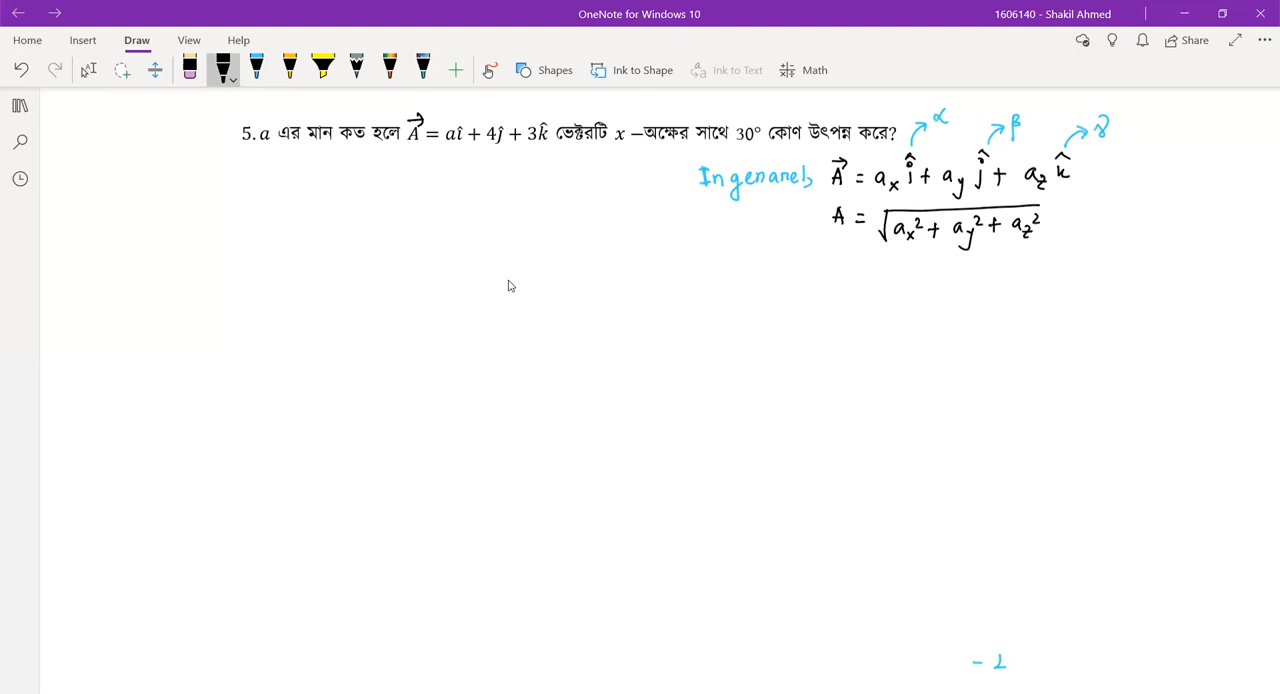 OneNote for Windows 10
1606140 - Shakil Ahmed
Home Insert Draw View Help
Share
Shapes Ink to Shape Ink to Text Math
5. a এর মান কত হলে A⃗ = aî + 4ĵ + 3k̂ ভেক্টরটি x −অক্ষের সাথে 30° কোণ উৎপন্ন করে?
α β γ
In genarel, A⃗ = aₓ î + a_y ĵ + a_z k̂
A = √(aₓ² + a_y² + a_z²)